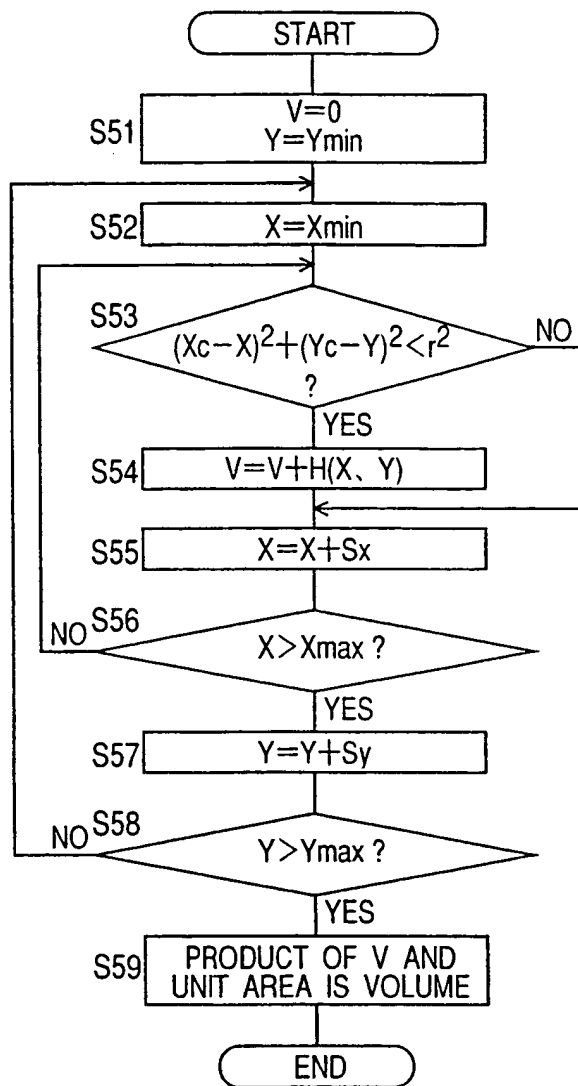 START
S51
V=0
Y=Ymin
S52
X=Xmin
S53
(Xc−X)²+(Yc−Y)²<r²
?
NO
YES
S54
V=V+H(X、Y)
S55
X=X+Sx
S56
NO
X>Xmax ?
YES
S57
Y=Y+Sy
S58
NO
Y>Ymax ?
YES
S59
PRODUCT OF V AND
UNIT AREA IS VOLUME
END